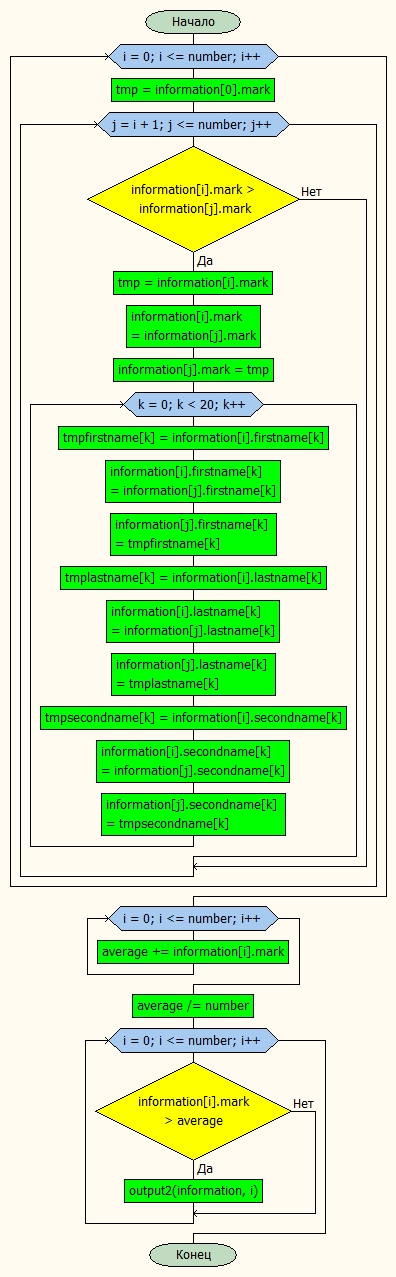 Начало
i = 0; i <= number; i++
tmp = information[0].mark
j = i + 1; j <= number; j++
information[i].mark >
information[j].mark
Нет
Да
tmp = information[i].mark
information[i].mark
= information[j].mark
information[j].mark = tmp
k = 0; k < 20; k++
tmpfirstname[k] = information[i].firstname[k]
information[i].firstname[k]
= information[j].firstname[k]
information[j].firstname[k]
= tmpfirstname[k]
tmplastname[k] = information[i].lastname[k]
information[i].lastname[k]
= information[j].lastname[k]
information[j].lastname[k]
= tmplastname[k]
tmpsecondname[k] = information[i].secondname[k]
information[i].secondname[k]
= information[j].secondname[k]
information[j].secondname[k]
= tmpsecondname[k]
i = 0; i <= number; i++
average += information[i].mark
average /= number
i = 0; i <= number; i++
information[i].mark
> average
Нет
Да
output2(information, i)
Конец